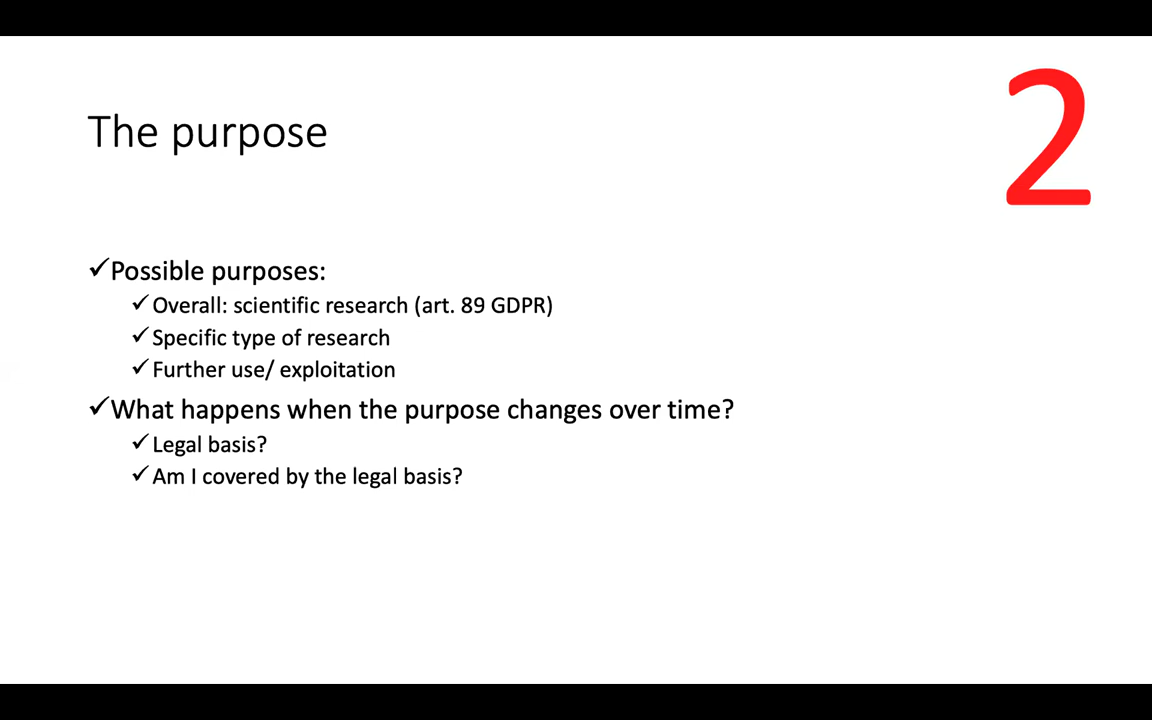 The purpose
2
✓Possible purposes:
✓Overall: scientific research (art. 89 GDPR)
✓Specific type of research
✓Further use/ exploitation
✓What happens when the purpose changes over time?
✓Legal basis?
✓Am I covered by the legal basis?